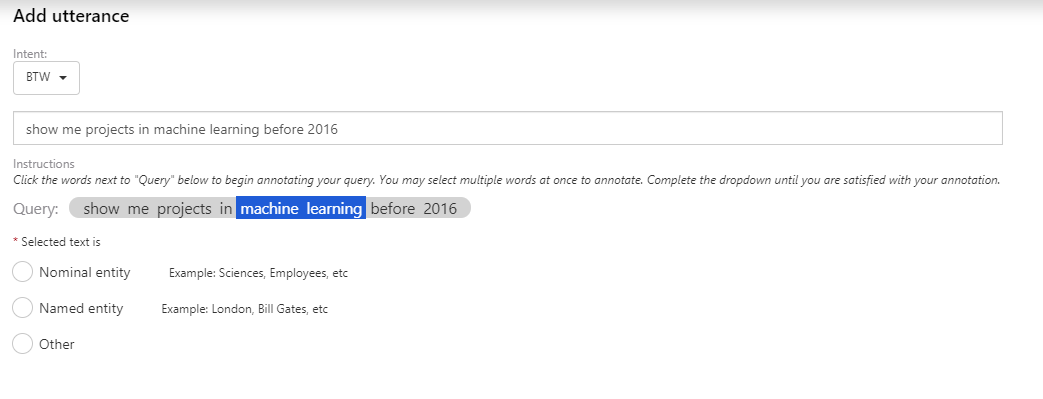 Add utterance
Intent:
BTW
show me projects in machine learning before 2016
Instructions
Click the words next to "Query" below to begin annotating your query. You may select multiple words at once to annotate. Complete the dropdown until you are satisfied with your annotation.
Query: show me projects in machine learning before 2016
* Selected text is
Nominal entity Example: Sciences, Employees, etc
Named entity Example: London, Bill Gates, etc
Other